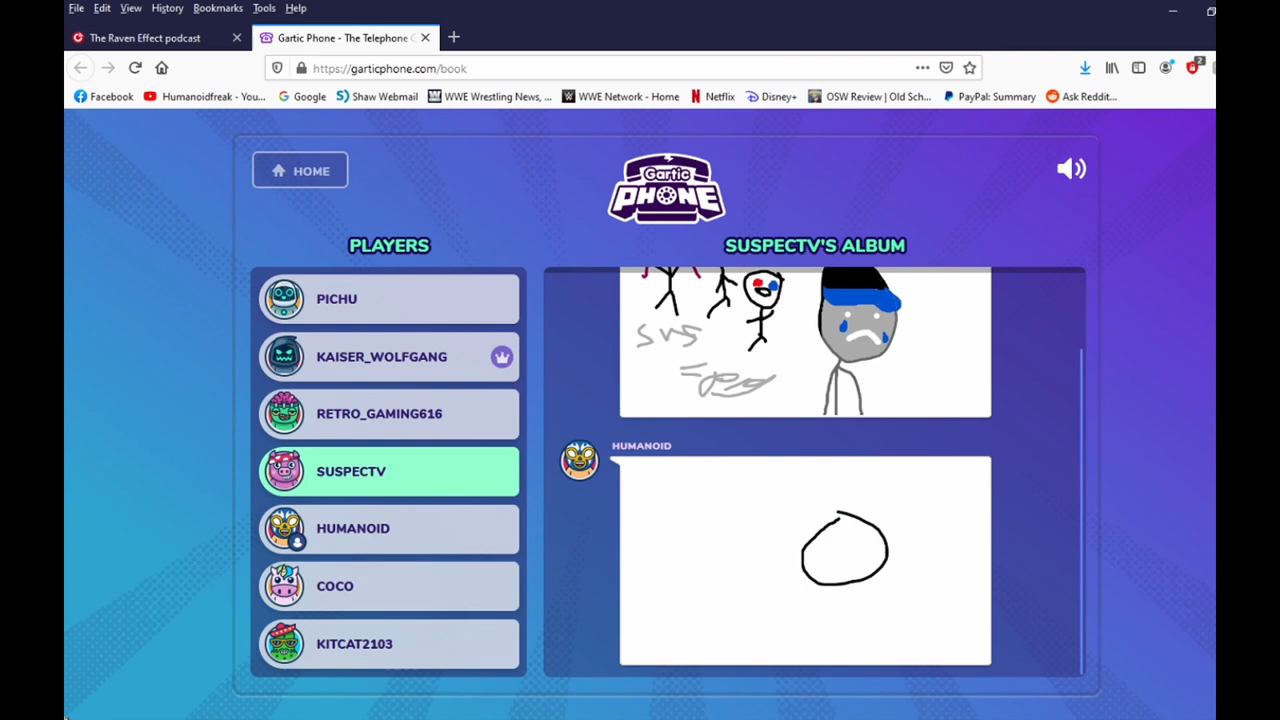 File Edit View History Bookmarks Tools Help
The Raven Effect podcast
Gartic Phone - The Telephone G
https://garticphone.com/book
Facebook Humanoidfreak - You... Google Shaw Webmail WWE Wrestling News, ... WWE Network - Home Netflix Disney+ OSW Review | Old Sch... PayPal: Summary Ask Reddit...
2
HOME
Gartic
PHONE
PLAYERS
SUSPECTV'S ALBUM
PICHU
KAISER_WOLFGANG
RETRO_GAMING616
SUSPECTV
HUMANOID
COCO
KITCAT2103
HUMANOID